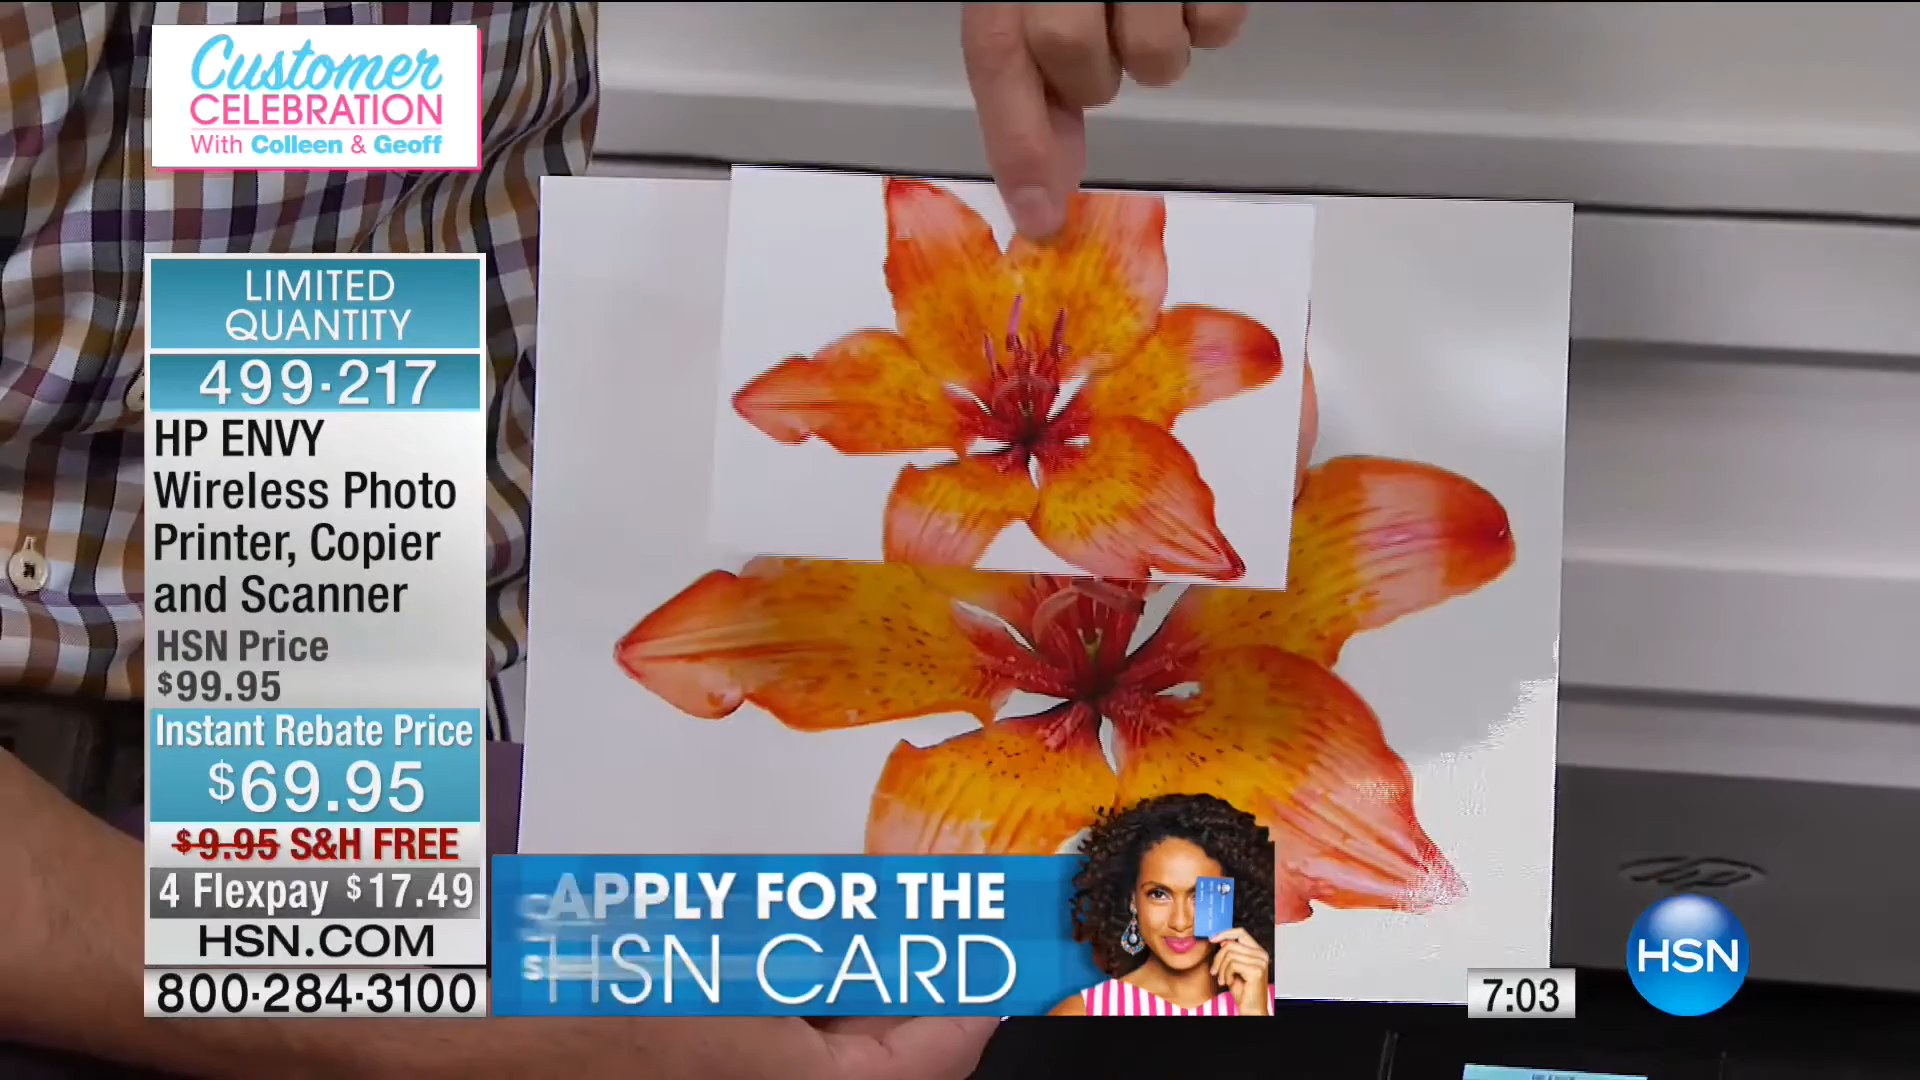 Customer
CELEBRATION
With Colleen & Geoff
LIMITED
QUANTITY
499·217
HP ENVY
Wireless Photo
Printer, Copier
and Scanner
HSN Price
$99.95
Instant Rebate Price
$69.95
$9.95 S&H FREE
4 Flexpay $17.49
HSN.COM
800·284·3100
APPLY FOR THE
HSN CARD
7:03
HSN
hp